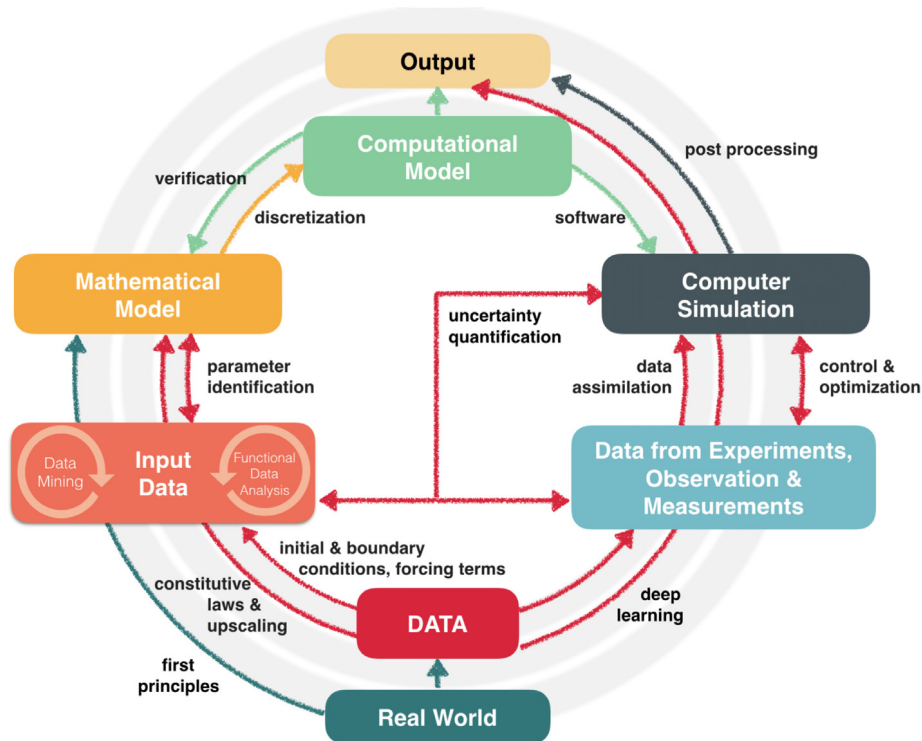 Output
Computational
Model
post processing
verification
discretization
software
Mathematical
Model
Computer
Simulation
uncertainty
quantification
parameter
identification
data
assimilation
control &
optimization
Data
Mining
Input
Data
Functional
Data
Analysis
Data from Experiments,
Observation &
Measurements
initial & boundary
conditions, forcing terms
constitutive
laws &
upscaling
DATA
deep
learning
first
principles
Real World